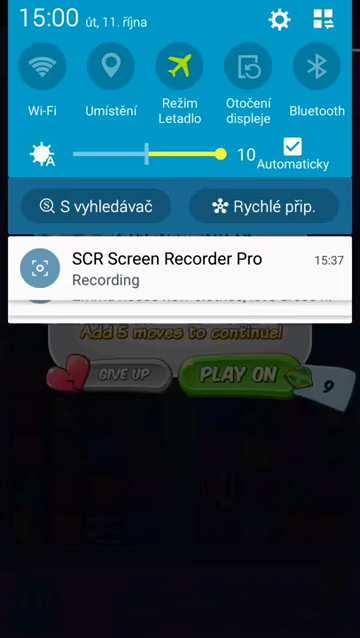 15:00 út, 11. října
Wi-Fi
Umístění
Režim
Letadlo
Otočení
displeje
Bluetooth
A
10
Automaticky
S vyhledávač
Rychlé přip.
SCR Screen Recorder Pro
15:37
Recording
Add 5 moves to continue!
GIVE UP
PLAY ON
9